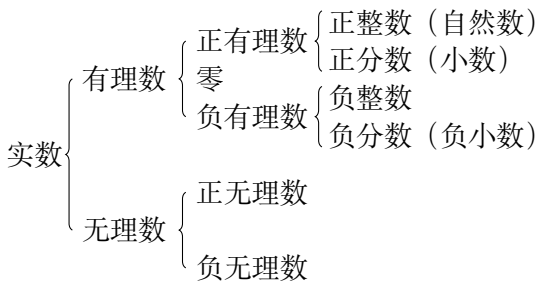 正整数（自然数）
正有理数
正分数（小数）
有理数
零
负整数
负有理数
负分数（负小数）
实数
正无理数
无理数
负无理数